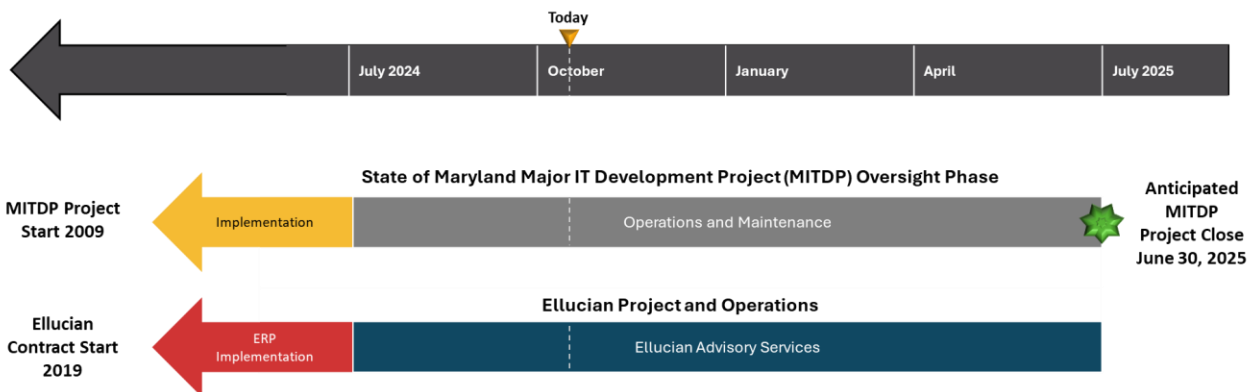 Today
July 2024 October January April July 2025
State of Maryland Major IT Development Project (MITDP) Oversight Phase
MITDP Project
Start 2009
Implementation
Operations and Maintenance
Anticipated
MITDP
Project Close
June 30, 2025
Ellucian Project and Operations
Ellucian
Contract Start
2019
ERP
Implementation
Ellucian Advisory Services